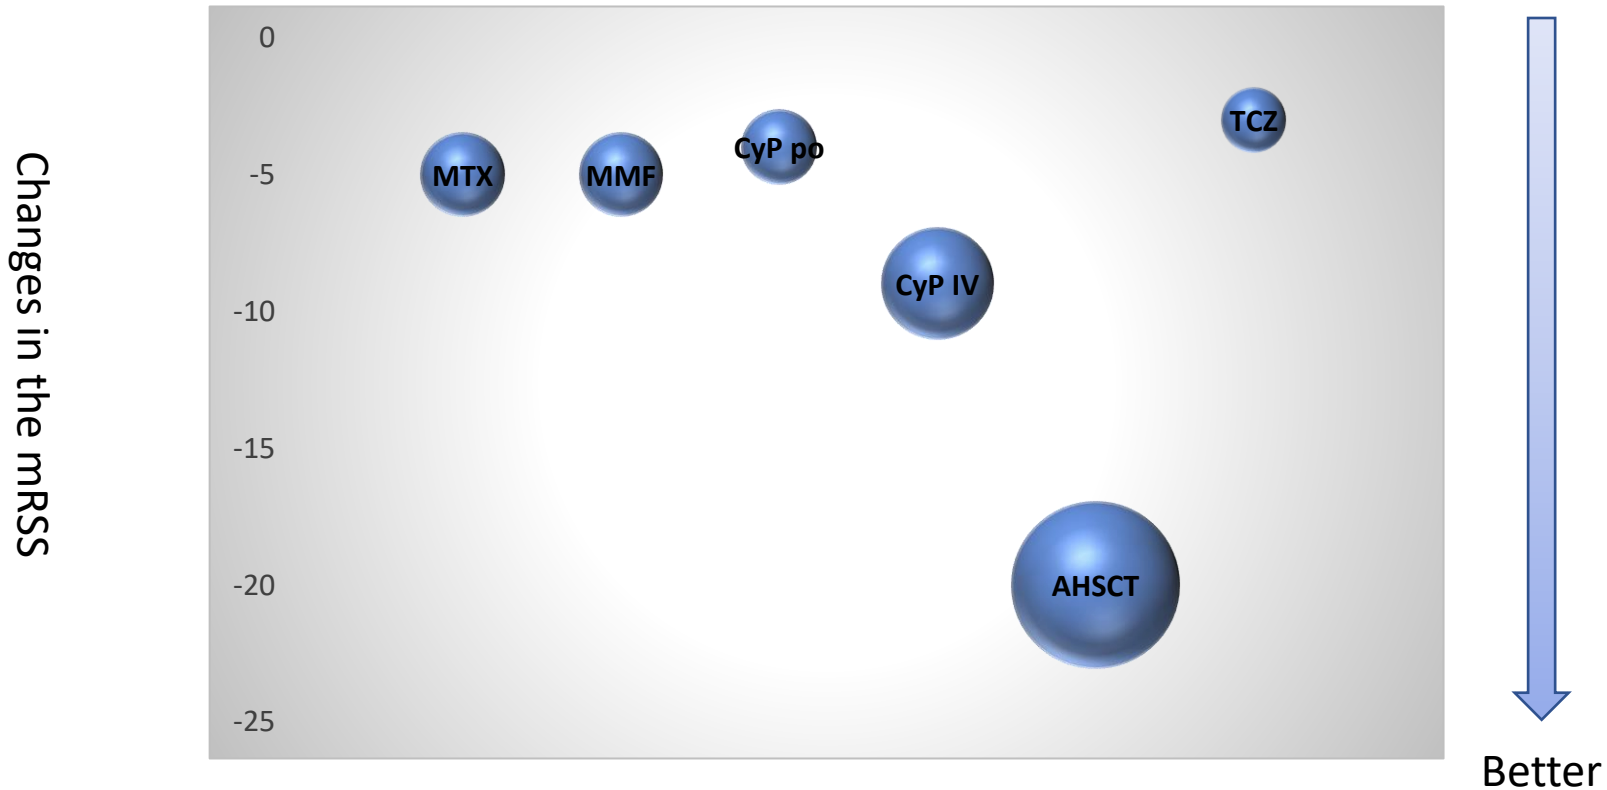 Changes in the mRSS
0
-5
-10
-15
-20
-25
MTX
MMF
CyP po
CyP IV
AHSCT
TCZ
Better